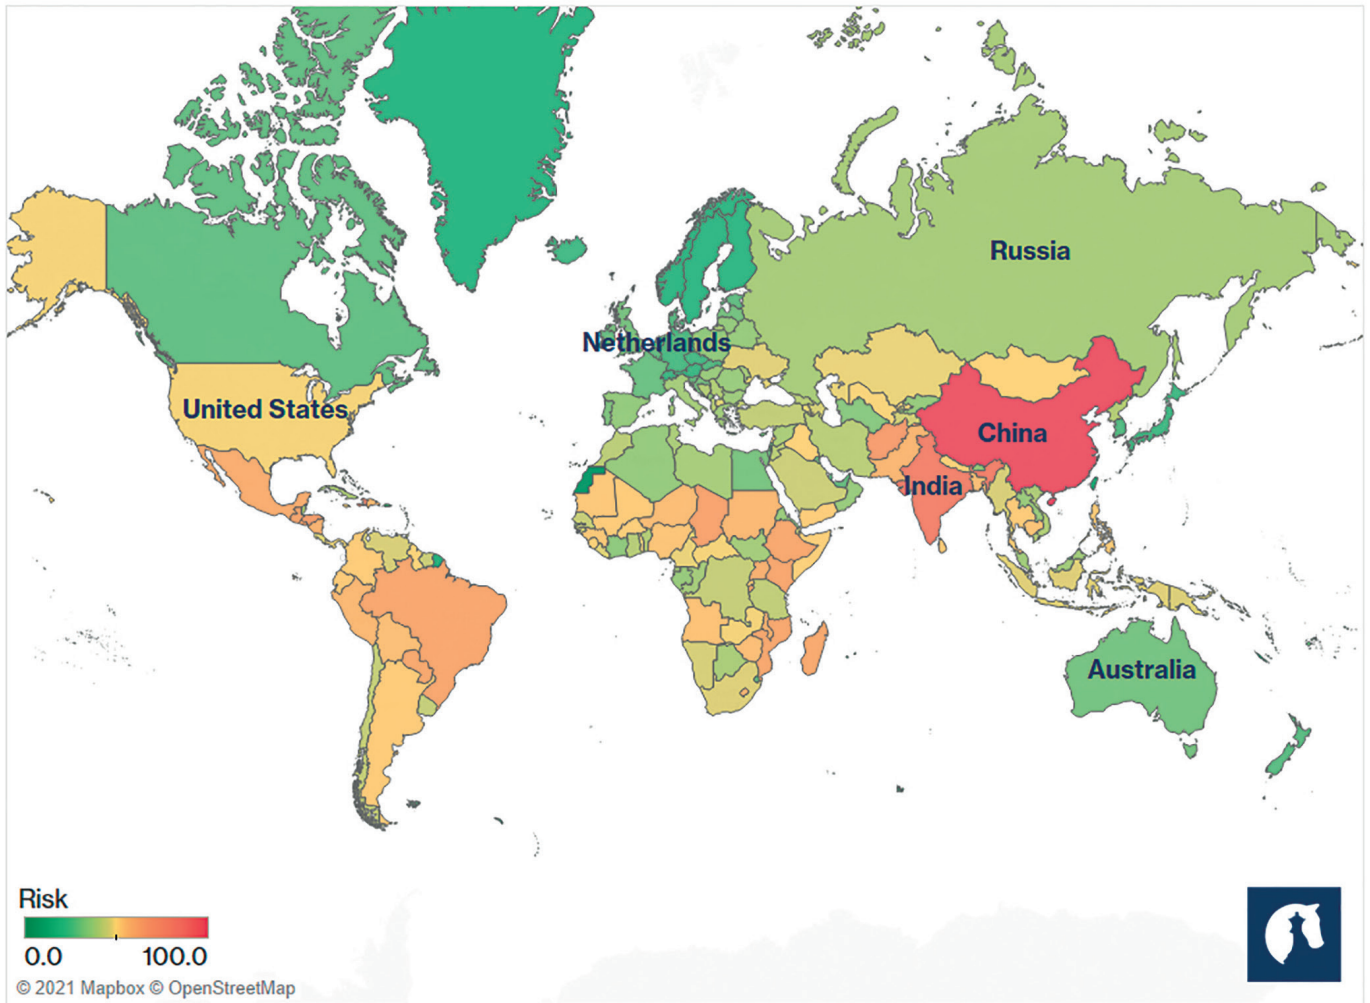 Russia
Netherlands
United States
China
India
Australia
Risk
0.0 100.0
© 2021 Mapbox © OpenStreetMap